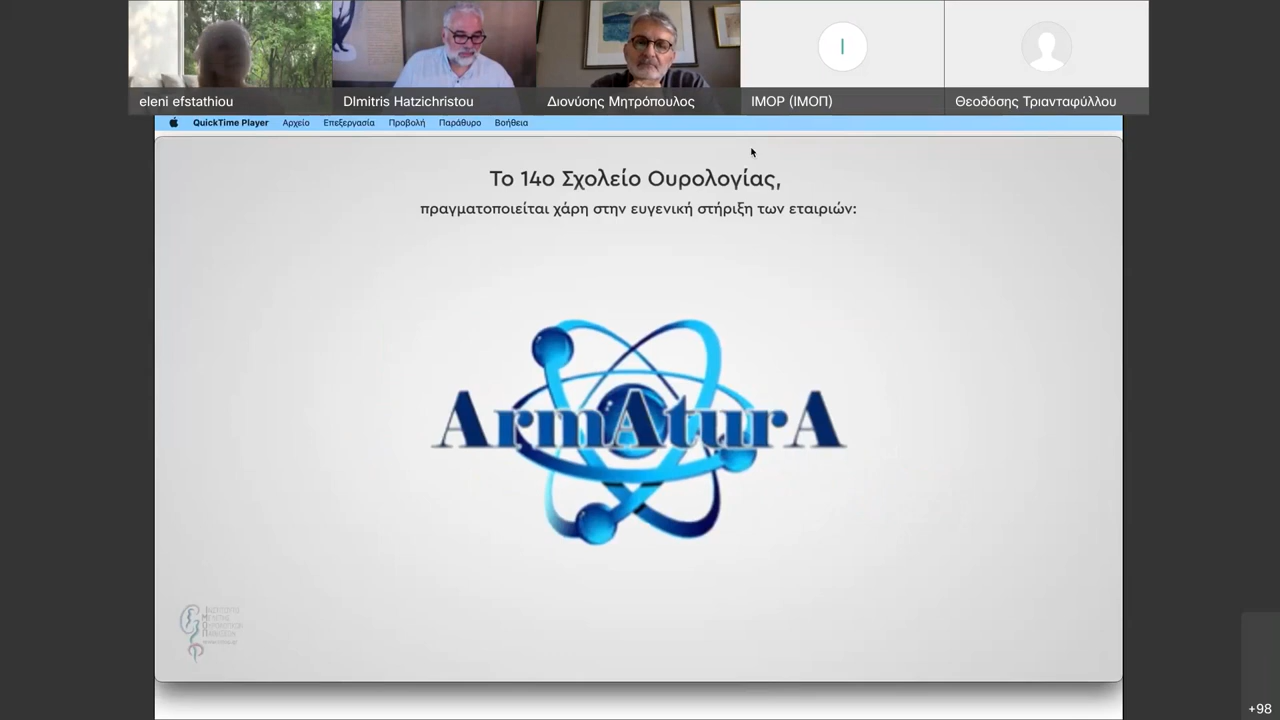 eleni efstathiou
DImitris Hatzichristou
Διονύσης Μητρόπουλος
I
IMOP (ΙΜΟΠ)
Θεοδόσης Τριανταφύλλου
QuickTime Player Αρχείο Επεξεργασία Προβολή Παράθυρο Βοήθεια
Το 14ο Σχολείο Ουρολογίας,
πραγματοποιείται χάρη στην ευγενική στήριξη των εταιριών:
ArmAturA
+98